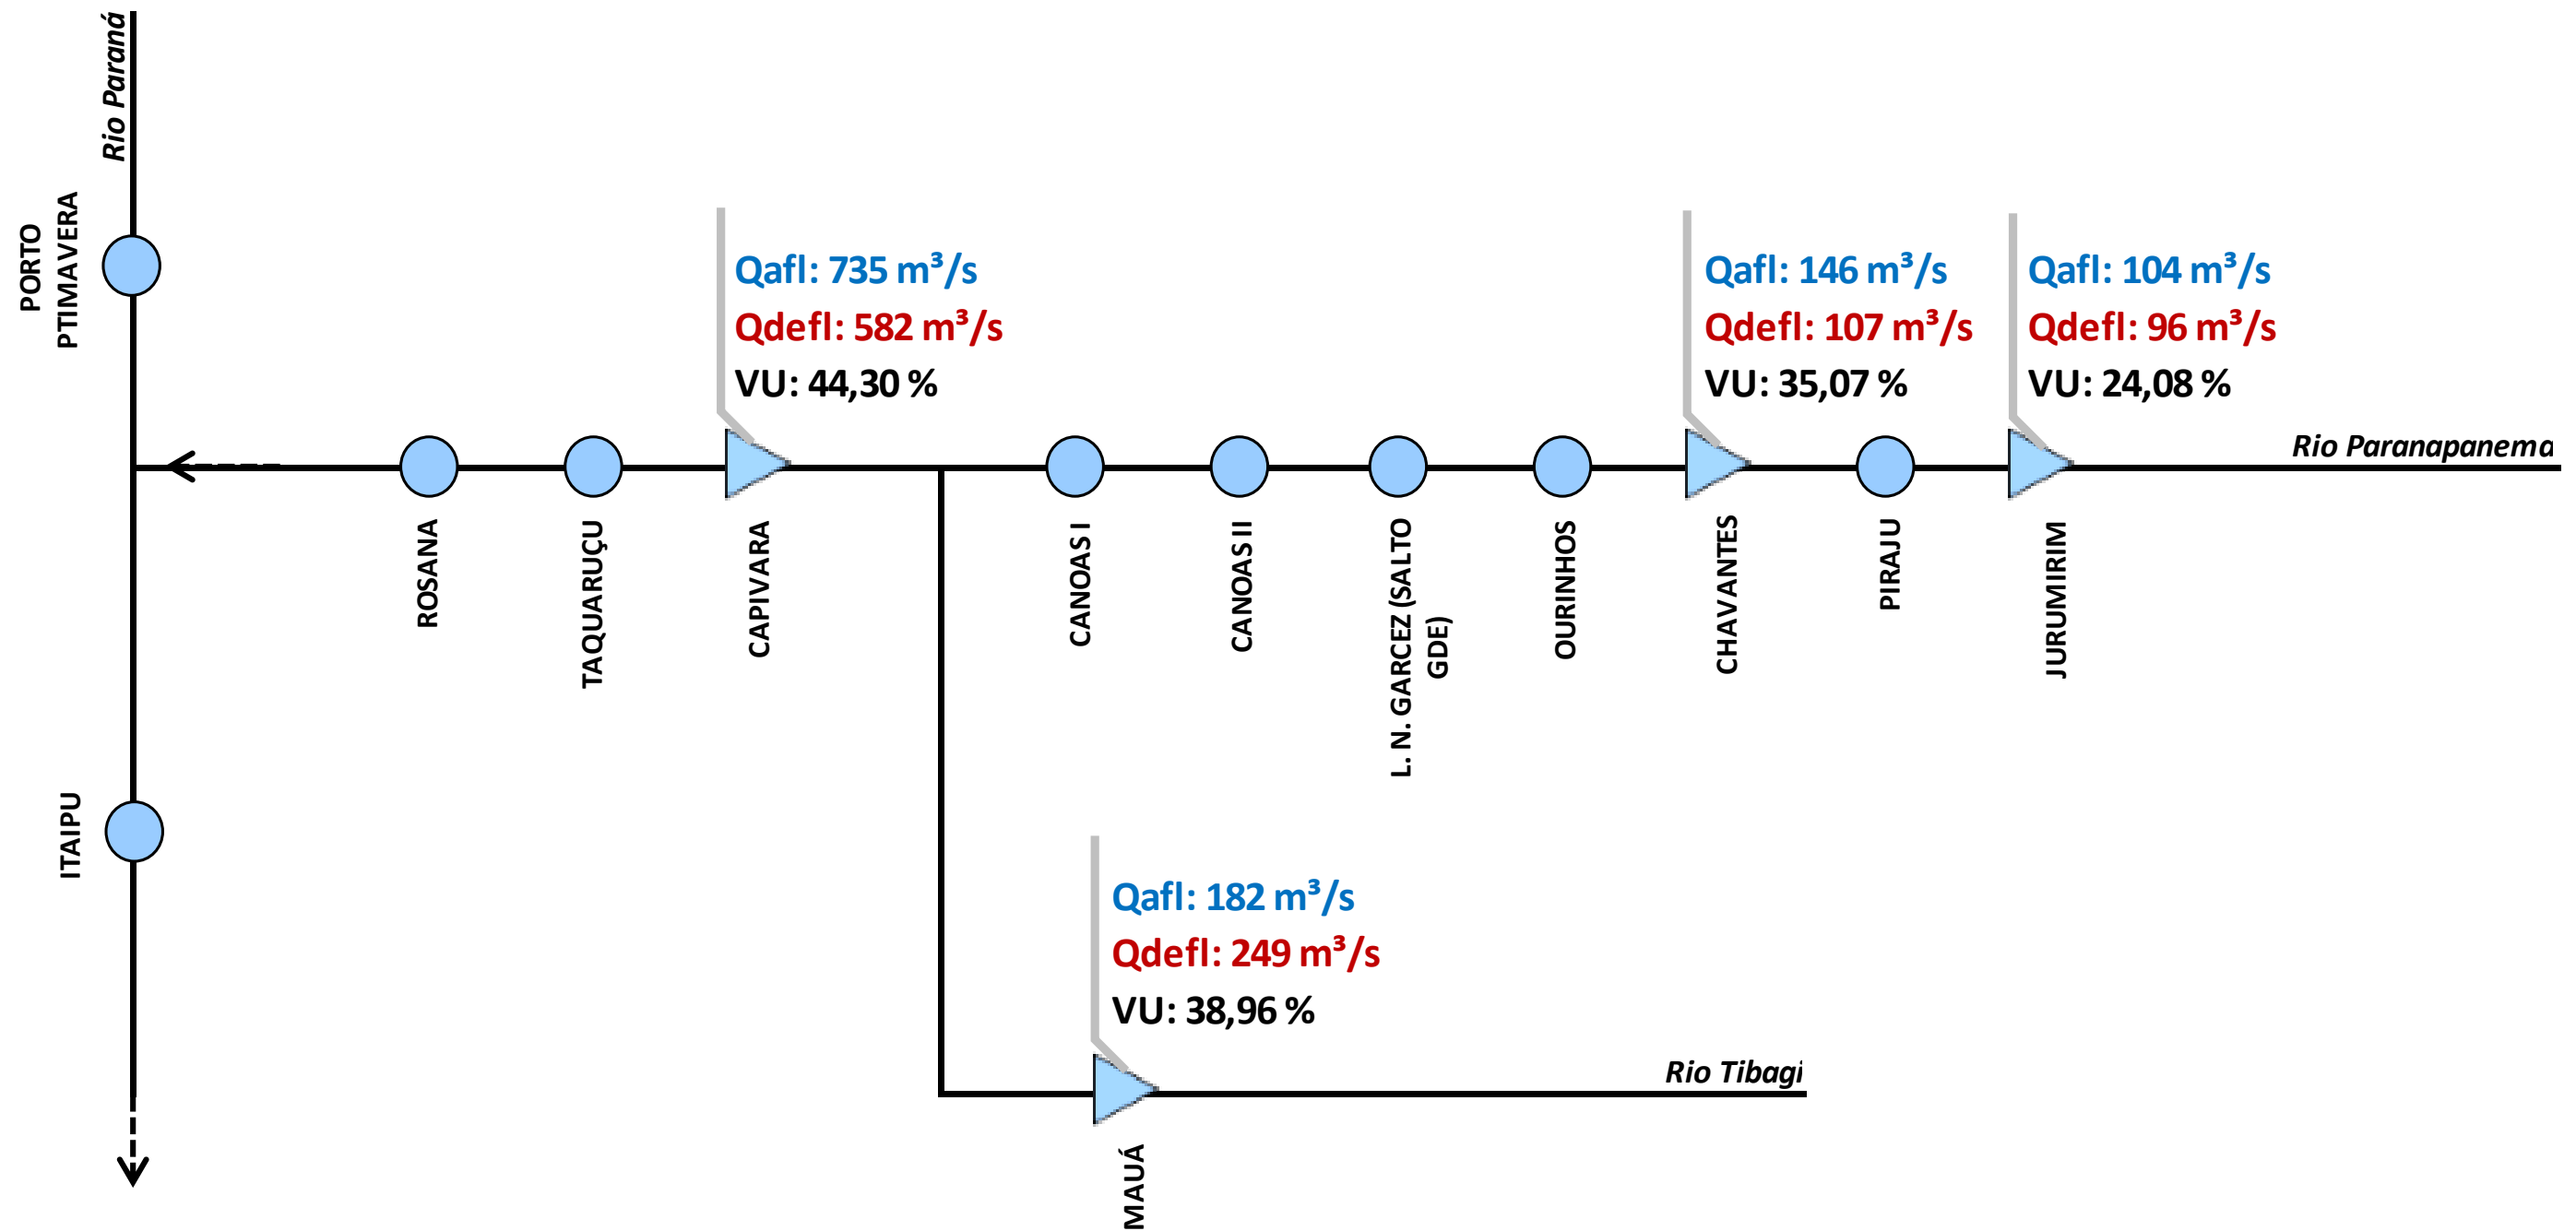 Rio Paraná
PORTO
PTIMAVERA
Qafl: 735 m³/s
Qdefl: 582 m³/s
VU: 44,30 %
Qafl: 146 m³/s
Qdefl: 107 m³/s
VU: 35,07 %
Qafl: 104 m³/s
Qdefl: 96 m³/s
VU: 24,08 %
Rio Paranapanema
ROSANA
TAQUARUÇU
CAPIVARA
CANOAS I
CANOAS II
L. N. GARCEZ (SALTO
GDE)
OURINHOS
CHAVANTES
PIRAJU
JURUMIRIM
ITAIPU
Qafl: 182 m³/s
Qdefl: 249 m³/s
VU: 38,96 %
Rio Tibagi
MAUÁ